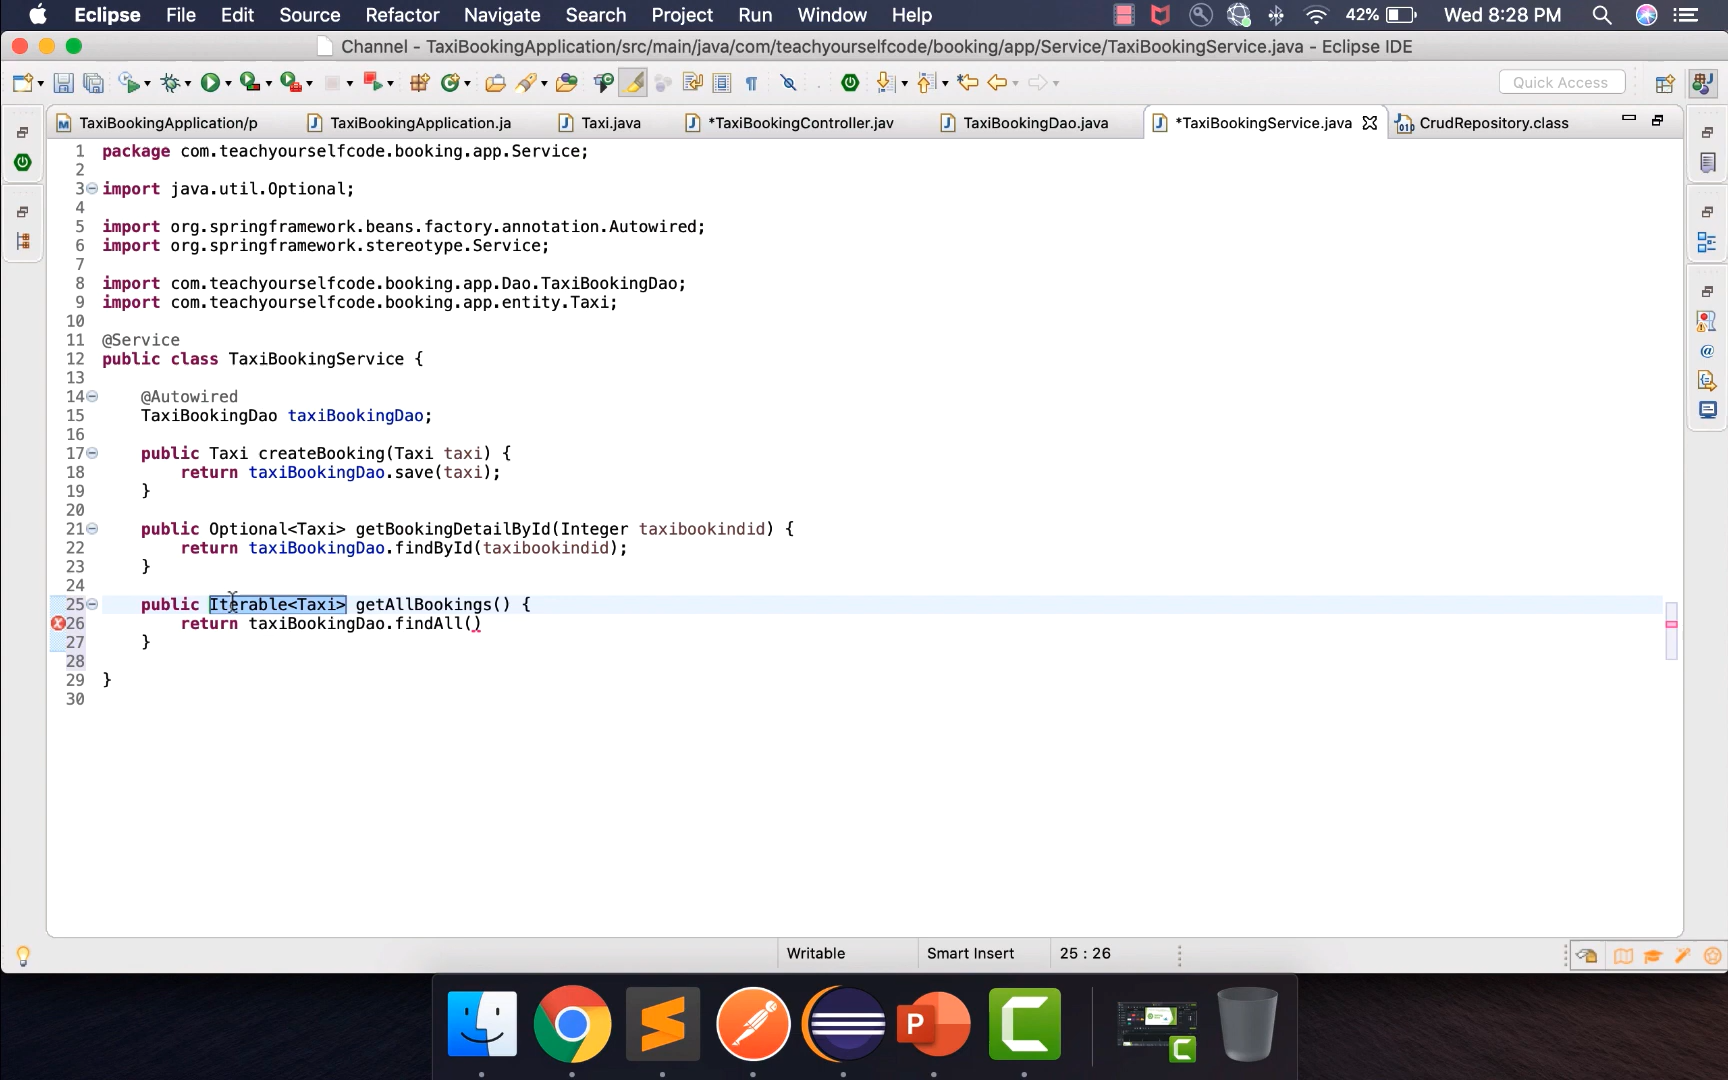 Eclipse File Edit Source Refactor Navigate Search Project Run Window Help 42% Wed 8:28 PM
Channel - TaxiBookingApplication/src/main/java/com/teachyourselfcode/booking/app/Service/TaxiBookingService.java - Eclipse IDE
Quick Access
TaxiBookingApplication/p TaxiBookingApplication.ja Taxi.java *TaxiBookingController.jav TaxiBookingDao.java *TaxiBookingService.java CrudRepository.class
1 package com.teachyourselfcode.booking.app.Service;
2
3 import java.util.Optional;
4
5 import org.springframework.beans.factory.annotation.Autowired;
6 import org.springframework.stereotype.Service;
7
8 import com.teachyourselfcode.booking.app.Dao.TaxiBookingDao;
9 import com.teachyourselfcode.booking.app.entity.Taxi;
10
11 @Service
12 public class TaxiBookingService {
13
14 @Autowired
15 TaxiBookingDao taxiBookingDao;
16
17 public Taxi createBooking(Taxi taxi) {
18 return taxiBookingDao.save(taxi);
19 }
20
21 public Optional<Taxi> getBookingDetailById(Integer taxibookindid) {
22 return taxiBookingDao.findById(taxibookindid);
23 }
24
25 public Iterable<Taxi> getAllBookings() {
26 return taxiBookingDao.findAll()
27 }
28
29 }
30
Writable Smart Insert 25 : 26